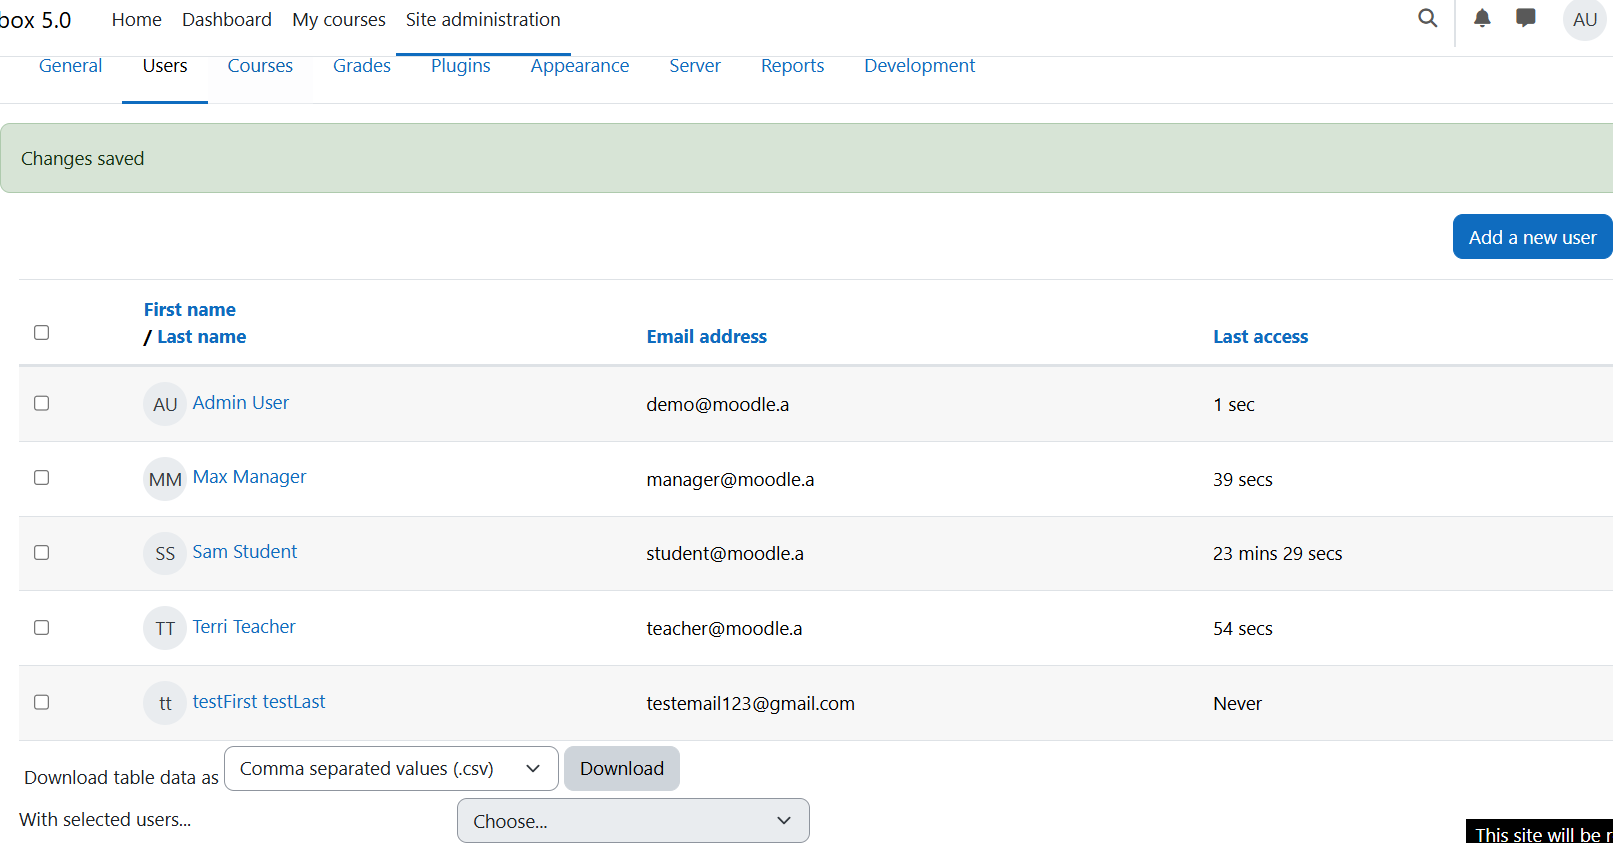 box 5.0 Home Dashboard My courses Site administration AU
General Users Courses Grades Plugins Appearance Server Reports Development
Changes saved
Add a new user
First name
/ Last name Email address Last access
AU Admin User demo@moodle.a 1 sec
MM Max Manager manager@moodle.a 39 secs
SS Sam Student student@moodle.a 23 mins 29 secs
TT Terri Teacher teacher@moodle.a 54 secs
tt testFirst testLast testemail123@gmail.com Never
Download table data as Comma separated values (.csv) Download
With selected users... Choose...
This site will be r